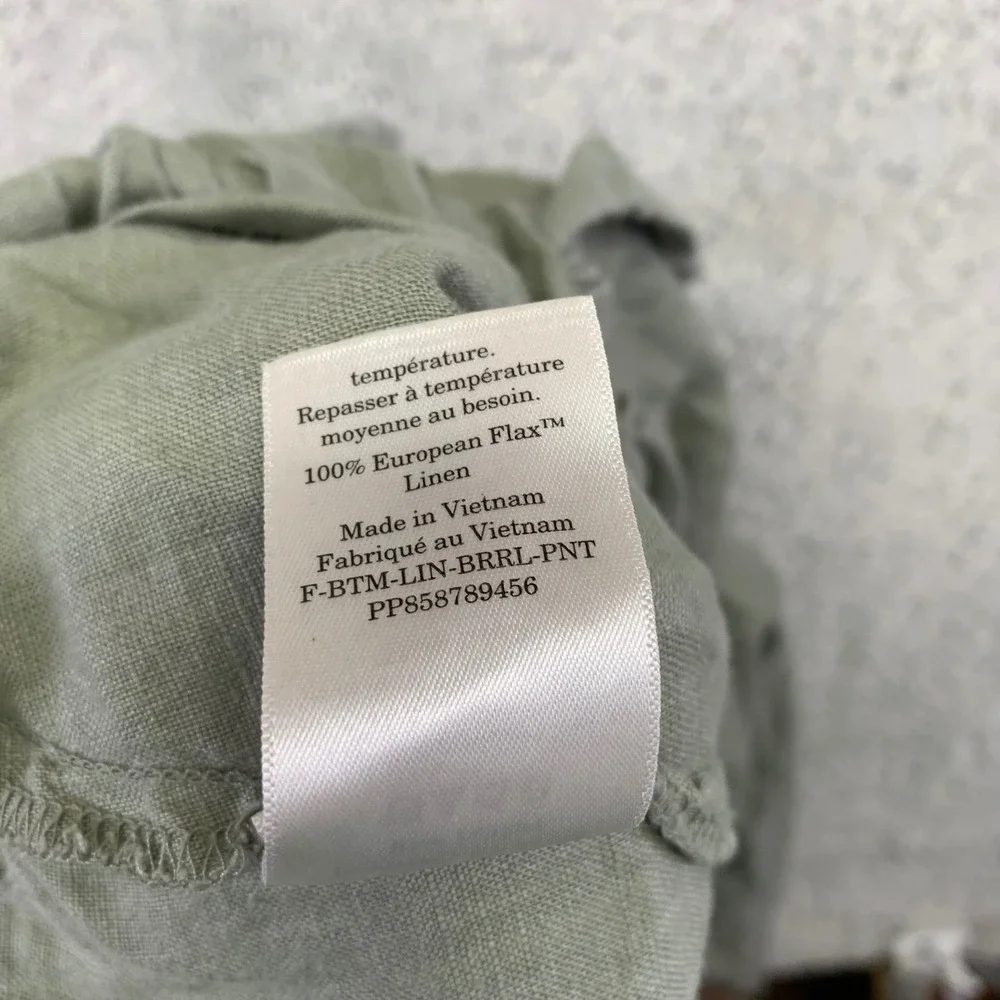 température.
Repasser à température
moyenne au besoin.
100% European Flax™
Linen
Made in Vietnam
Fabriqué au Vietnam
F-BTM-LIN-BRRL-PNT
PP858789456